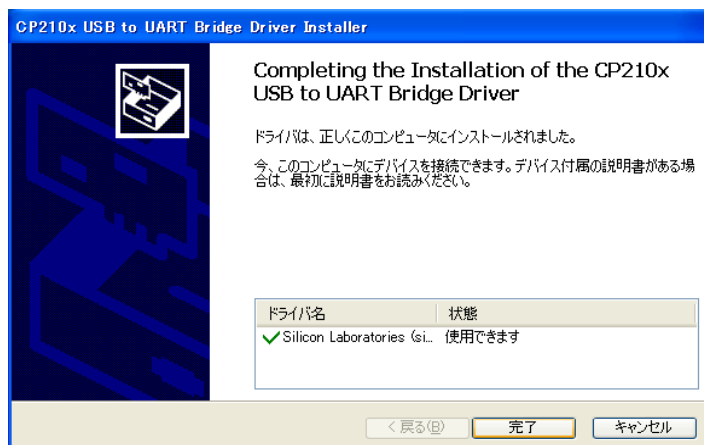 CP210x USB to UART Bridge Driver Installer
Completing the Installation of the CP210x
USB to UART Bridge Driver
ドライバは、正しくこのコンピュータにインストールされました。
今、このコンピュータにデバイスを接続できます。デバイス付属の説明書がある場
合は、最初に説明書をお読みください。
ドライバ名 状態
Silicon Laboratories (si... 使用できます
< 戻る(B) 完了 キャンセル